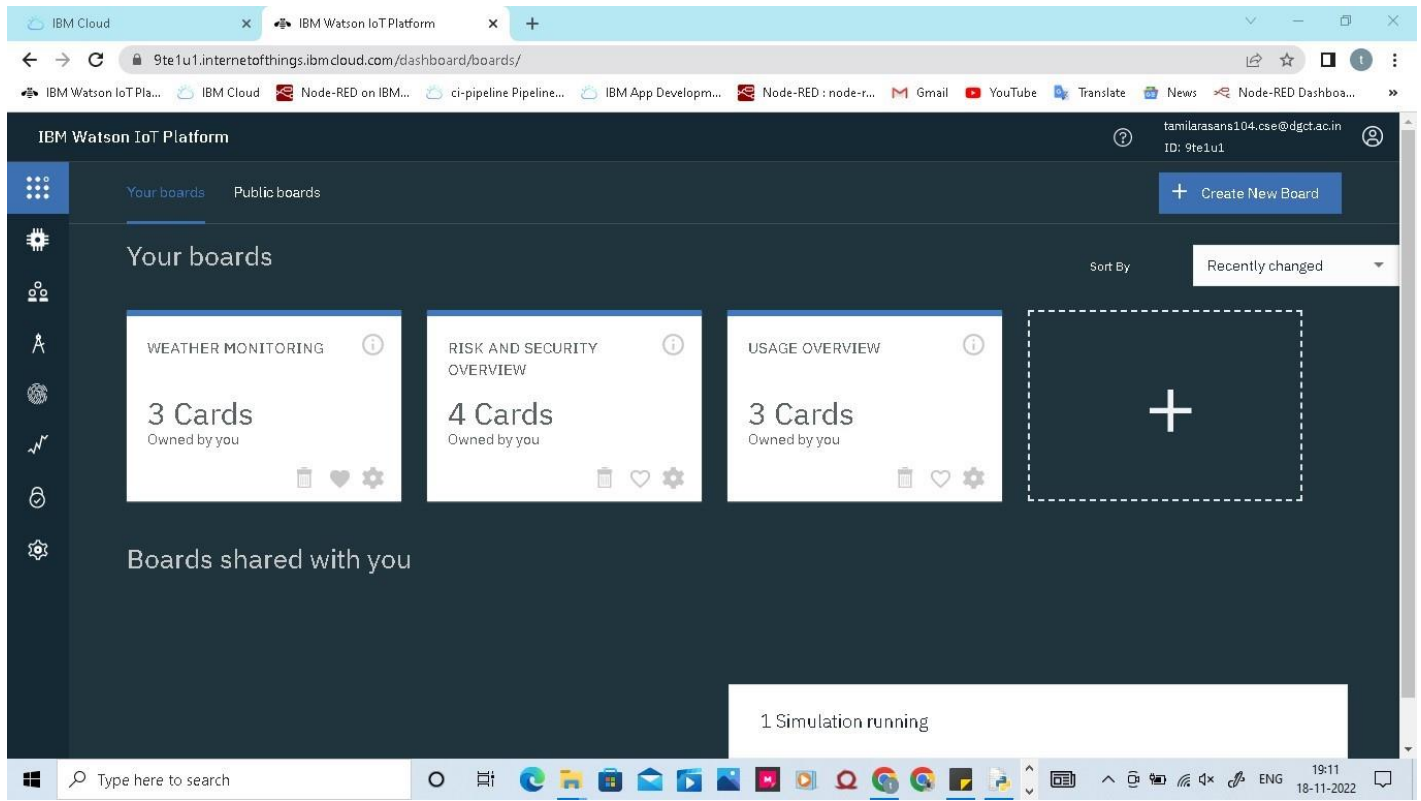 IBM Cloud
IBM Watson IoT Platform
9te1u1.internetofthings.ibmcloud.com/dashboard/boards/
t
IBM Watson IoT Pla...
IBM Cloud
Node-RED on IBM...
ci-pipeline Pipeline...
IBM App Developm...
Node-RED : node-r...
Gmail
YouTube
Translate
News
Node-RED Dashboa...
»
IBM Watson IoT Platform
tamilarasans104.cse@dgct.ac.in
ID: 9te1u1
Your boards
Public boards
+ Create New Board
Your boards
Sort By
Recently changed
WEATHER MONITORING
3 Cards
Owned by you
RISK AND SECURITY
OVERVIEW
4 Cards
Owned by you
USAGE OVERVIEW
3 Cards
Owned by you
Boards shared with you
1 Simulation running
Type here to search
ENG
19:11
18-11-2022